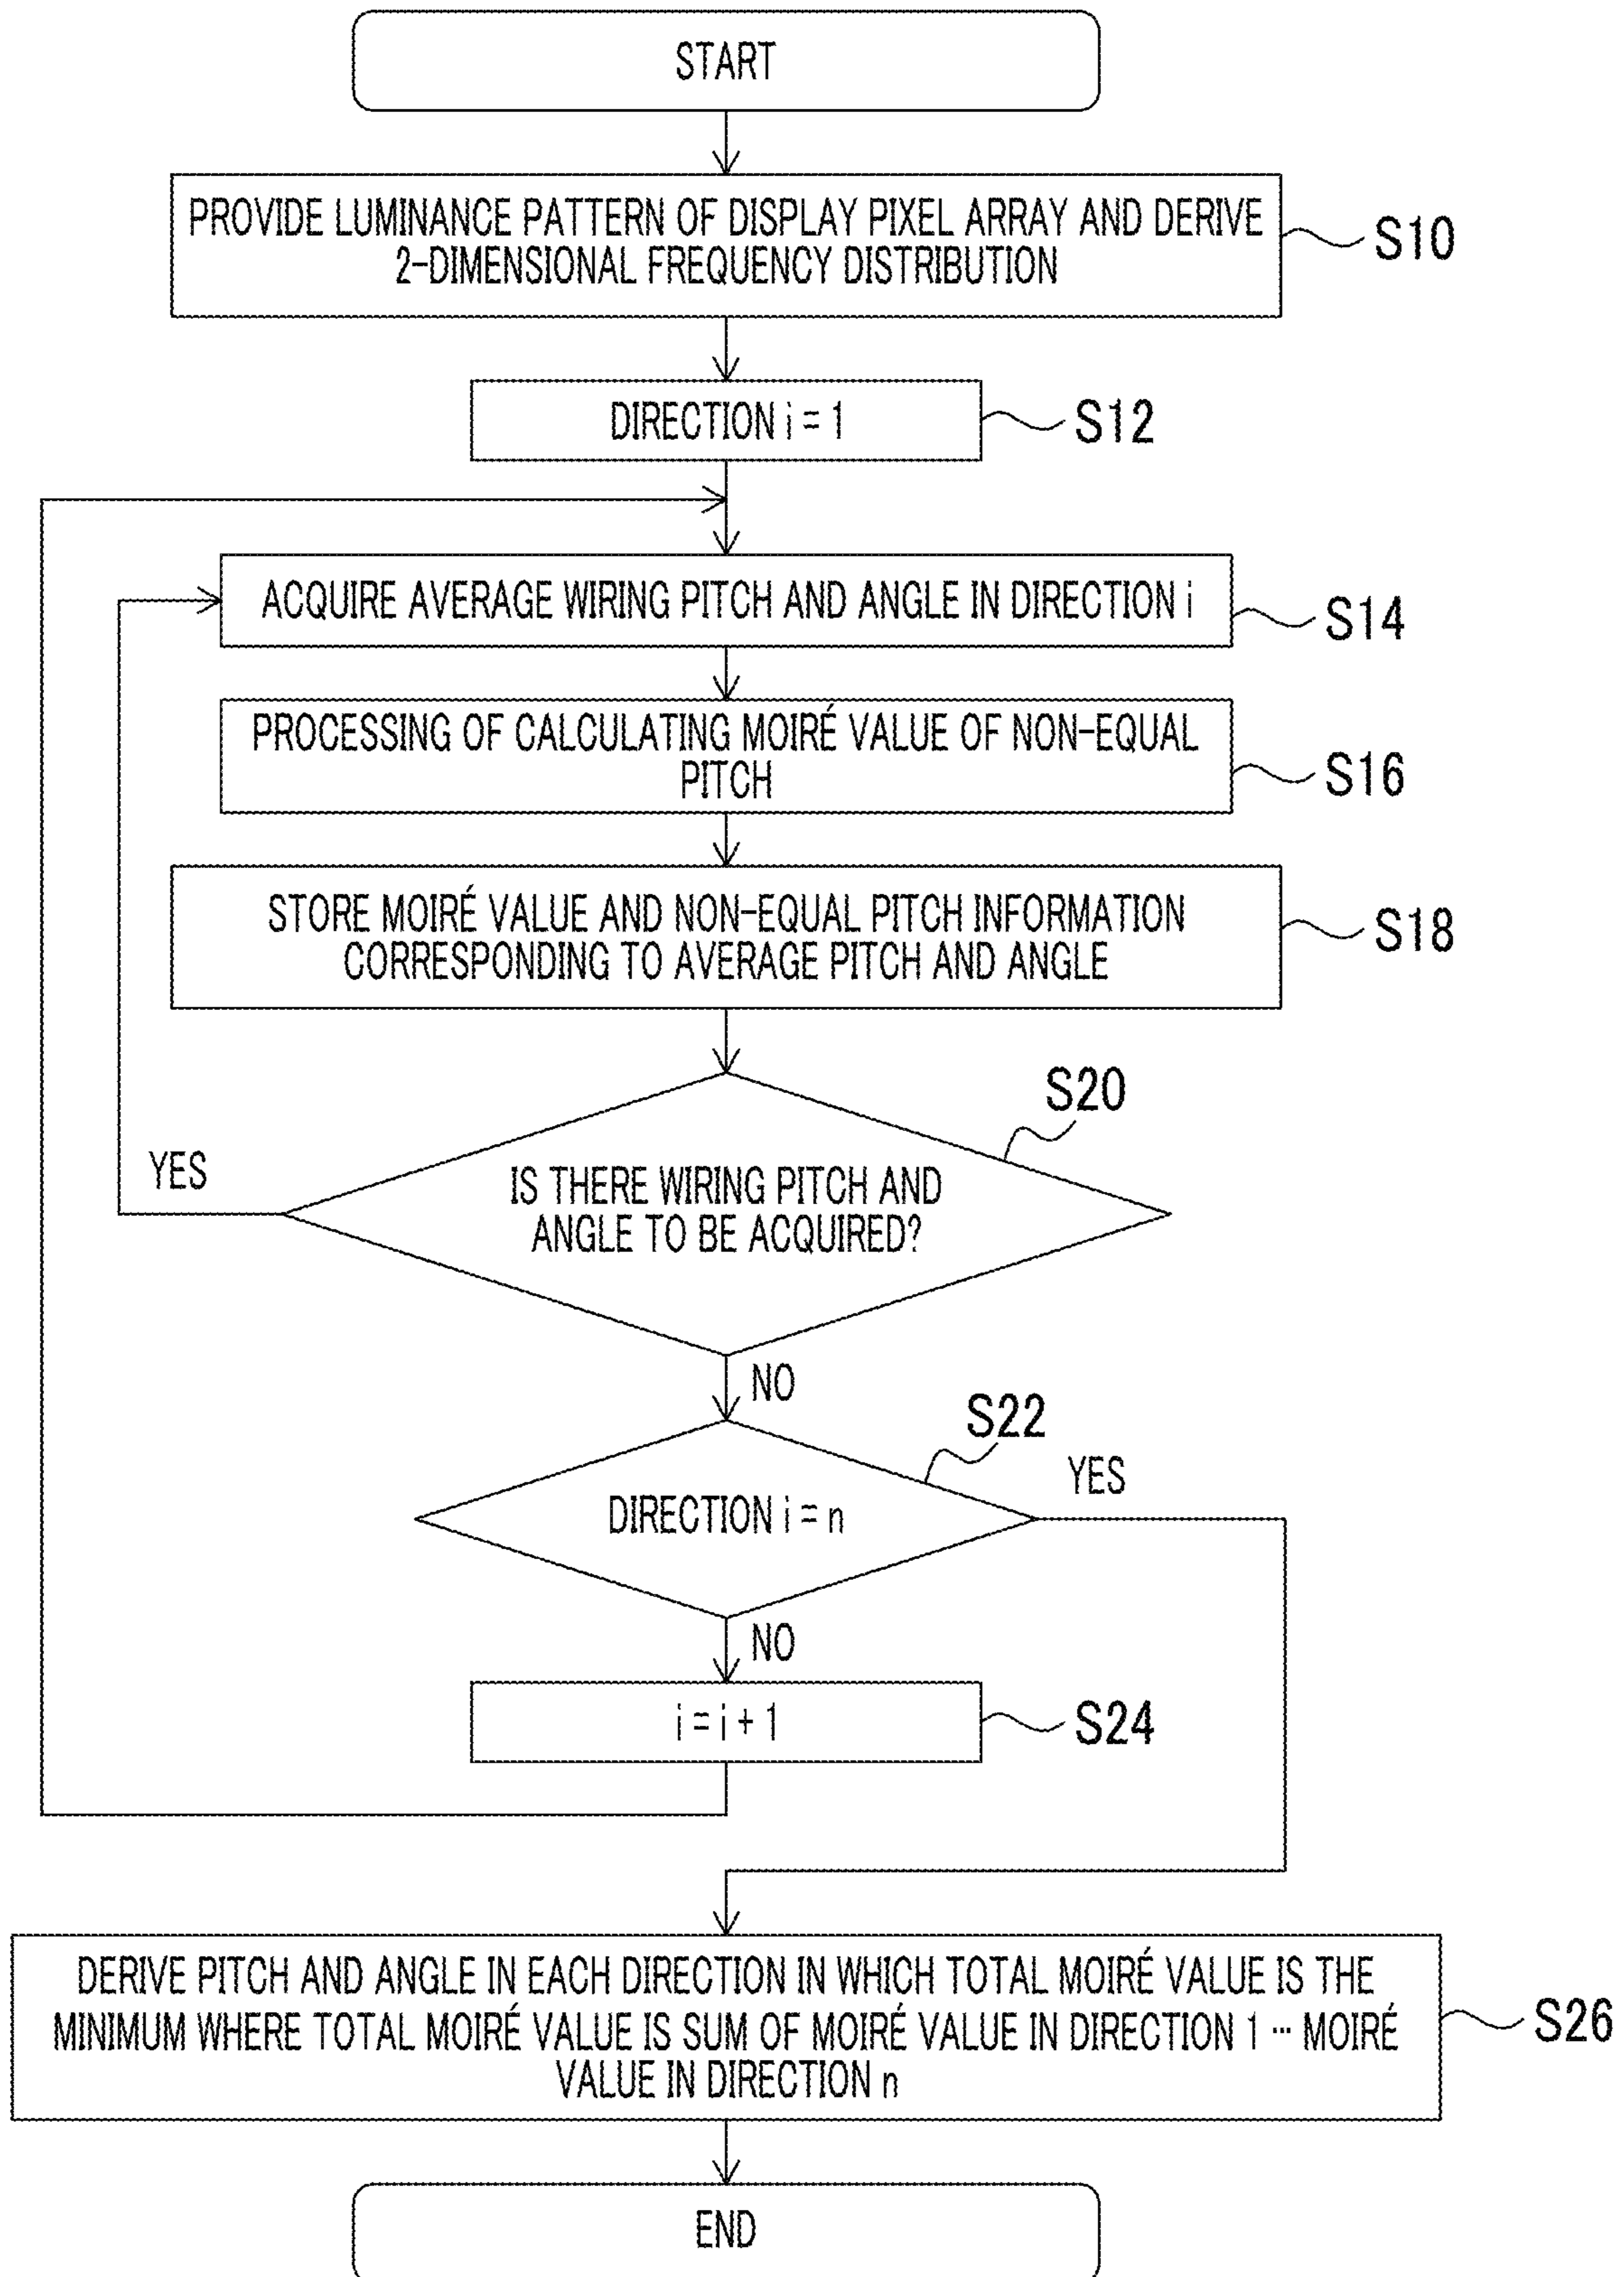 START
PROVIDE LUMINANCE PATTERN OF DISPLAY PIXEL ARRAY AND DERIVE
2-DIMENSIONAL FREQUENCY DISTRIBUTION
S10
DIRECTION i = 1
S12
ACQUIRE AVERAGE WIRING PITCH AND ANGLE IN DIRECTION i
S14
PROCESSING OF CALCULATING MOIRÉ VALUE OF NON-EQUAL
PITCH
S16
STORE MOIRÉ VALUE AND NON-EQUAL PITCH INFORMATION
CORRESPONDING TO AVERAGE PITCH AND ANGLE
S18
S20
YES
IS THERE WIRING PITCH AND
ANGLE TO BE ACQUIRED?
NO
S22
YES
DIRECTION i = n
NO
i = i + 1
S24
DERIVE PITCH AND ANGLE IN EACH DIRECTION IN WHICH TOTAL MOIRÉ VALUE IS THE
MINIMUM WHERE TOTAL MOIRÉ VALUE IS SUM OF MOIRÉ VALUE IN DIRECTION 1 … MOIRÉ
VALUE IN DIRECTION n
S26
END